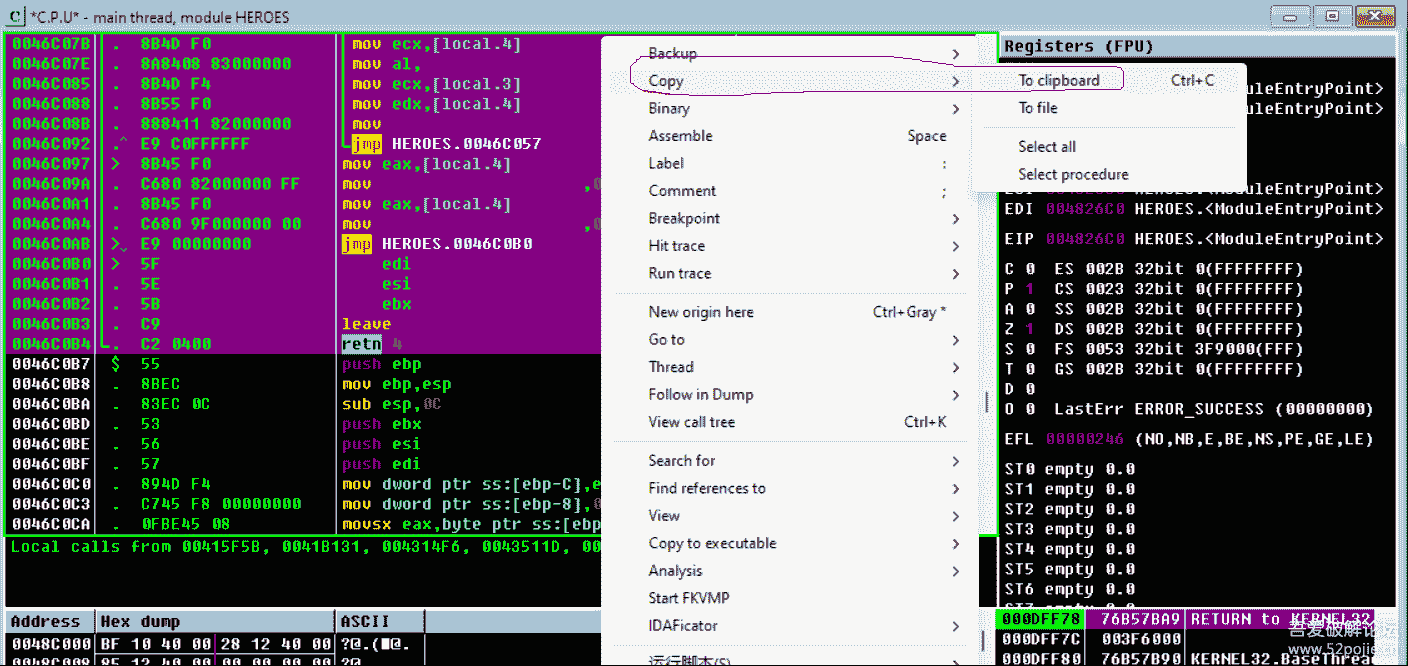 C *C.P.U* - main thread, module HEROES
0046C07B . 8B4D F0 mov ecx,[local.4]
0046C07E . 8A8408 83000000 mov al,
0046C085 . 8B4D F4 mov ecx,[local.3]
0046C088 . 8B55 F0 mov edx,[local.4]
0046C08B . 888411 82000000 mov
0046C092 .^ E9 C0FFFFFF jmp HEROES.0046C057
0046C097 > 8B45 F0 mov eax,[local.4]
0046C09A . C680 82000000 FF mov
0046C0A1 . 8B45 F0 mov eax,[local.4]
0046C0A4 . C680 9F000000 00 mov
0046C0AB >. E9 00000000 jmp HEROES.0046C0B0
0046C0B0 > 5F edi
0046C0B1 . 5E esi
0046C0B2 . 5B ebx
0046C0B3 . C9 leave
0046C0B4 . C2 0400 retn 4
0046C0B7 $ 55 push ebp
0046C0B8 . 8BEC mov ebp,esp
0046C0BA . 83EC 0C sub esp,0C
0046C0BD . 53 push ebx
0046C0BE . 56 push esi
0046C0BF . 57 push edi
0046C0C0 . 894D F4 mov dword ptr ss:[ebp-C],e
0046C0C3 . C745 F8 00000000 mov dword ptr ss:[ebp-8],0
0046C0CA . 0FBE45 08 movsx eax,byte ptr ss:[ebp
Local calls from 00415F5B, 0041B131, 004314F6, 0043511D, 00
Address Hex dump ASCII
0048C000 BF 10 40 00 28 12 40 00 ?@.(■@.
Backup
Copy
Binary
Assemble Space
Label :
Comment ;
Breakpoint
Hit trace
Run trace
New origin here Ctrl+Gray *
Go to
Thread
Follow in Dump
View call tree Ctrl+K
Search for
Find references to
View
Copy to executable
Analysis
Start FKVMP
IDAFicator
运行脚本(S)
To clipboard Ctrl+C
To file
Select all
Select procedure
Registers (FPU)
duleEntryPoint>
duleEntryPoint>
HEROES.<ModuleEntryPoint>
EDI 004826C0 HEROES.<ModuleEntryPoint>
EIP 004826C0 HEROES.<ModuleEntryPoint>
C 0 ES 002B 32bit 0(FFFFFFFF)
P 1 CS 0023 32bit 0(FFFFFFFF)
A 0 SS 002B 32bit 0(FFFFFFFF)
Z 1 DS 002B 32bit 0(FFFFFFFF)
S 0 FS 0053 32bit 3F9000(FFF)
T 0 GS 002B 32bit 0(FFFFFFFF)
D 0
O 0 LastErr ERROR_SUCCESS (00000000)
EFL 00000246 (NO,NB,E,BE,NS,PE,GE,LE)
ST0 empty 0.0
ST1 empty 0.0
ST2 empty 0.0
ST3 empty 0.0
ST4 empty 0.0
ST5 empty 0.0
ST6 empty 0.0
000DFF78 76B57BA9 RETURN to KERNEL32
000DFF7C 003F6000
000DFF80 76B57B90 KERNEL32.BaseThread
吾爱破解论坛
www.52pojie.cn